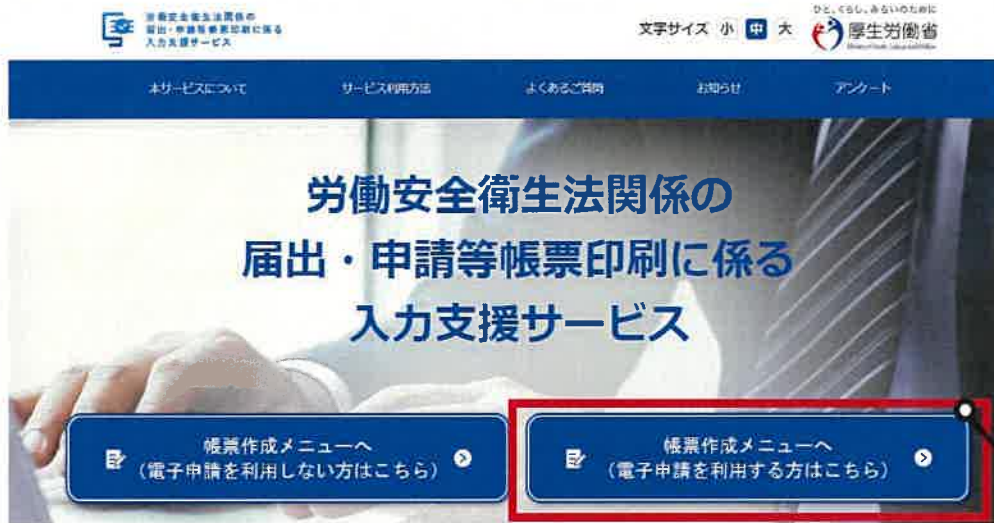 労働安全衛生法関係の
届出・申請等帳票印刷に係る
入力支援サービス
文字サイズ 小 中 大
ひと、くらし、みらいのために
厚生労働省
本サービスについて
サービス利用方法
よくあるご質問
お知らせ
アンケート
労働安全衛生法関係の
届出・申請等帳票印刷に係る
入力支援サービス
帳票作成メニューへ
(電子申請を利用しない方はこちら)
帳票作成メニューへ
(電子申請を利用する方はこちら)